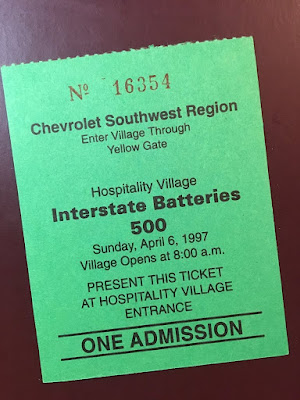 Nº 16354
Chevrolet Southwest Region
Enter Village Through
Yellow Gate
Hospitality Village
Interstate Batteries
500
Sunday, April 6, 1997
Village Opens at 8:00 a.m.
PRESENT THIS TICKET
AT HOSPITALITY VILLAGE
ENTRANCE
ONE ADMISSION